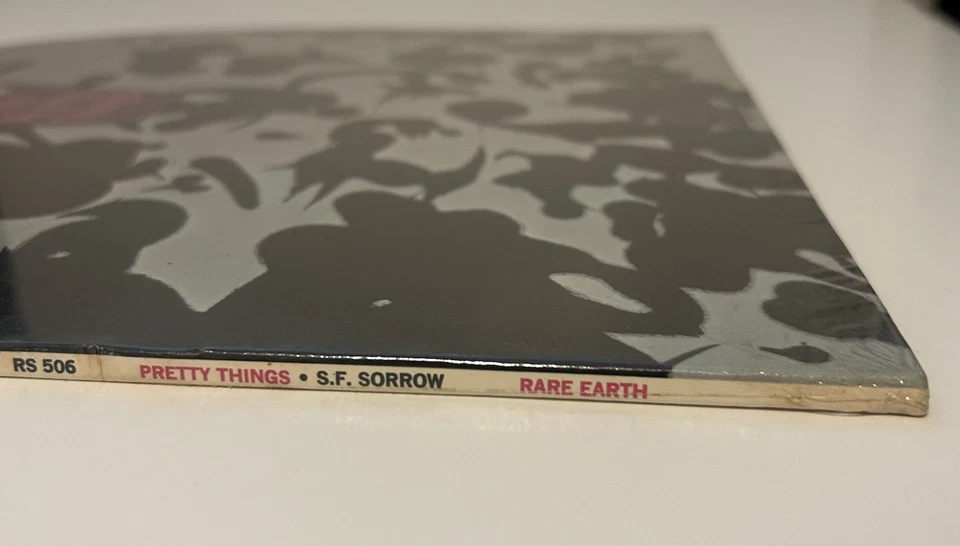 RS 506 PRETTY THINGS • S.F. SORROW RARE EARTH